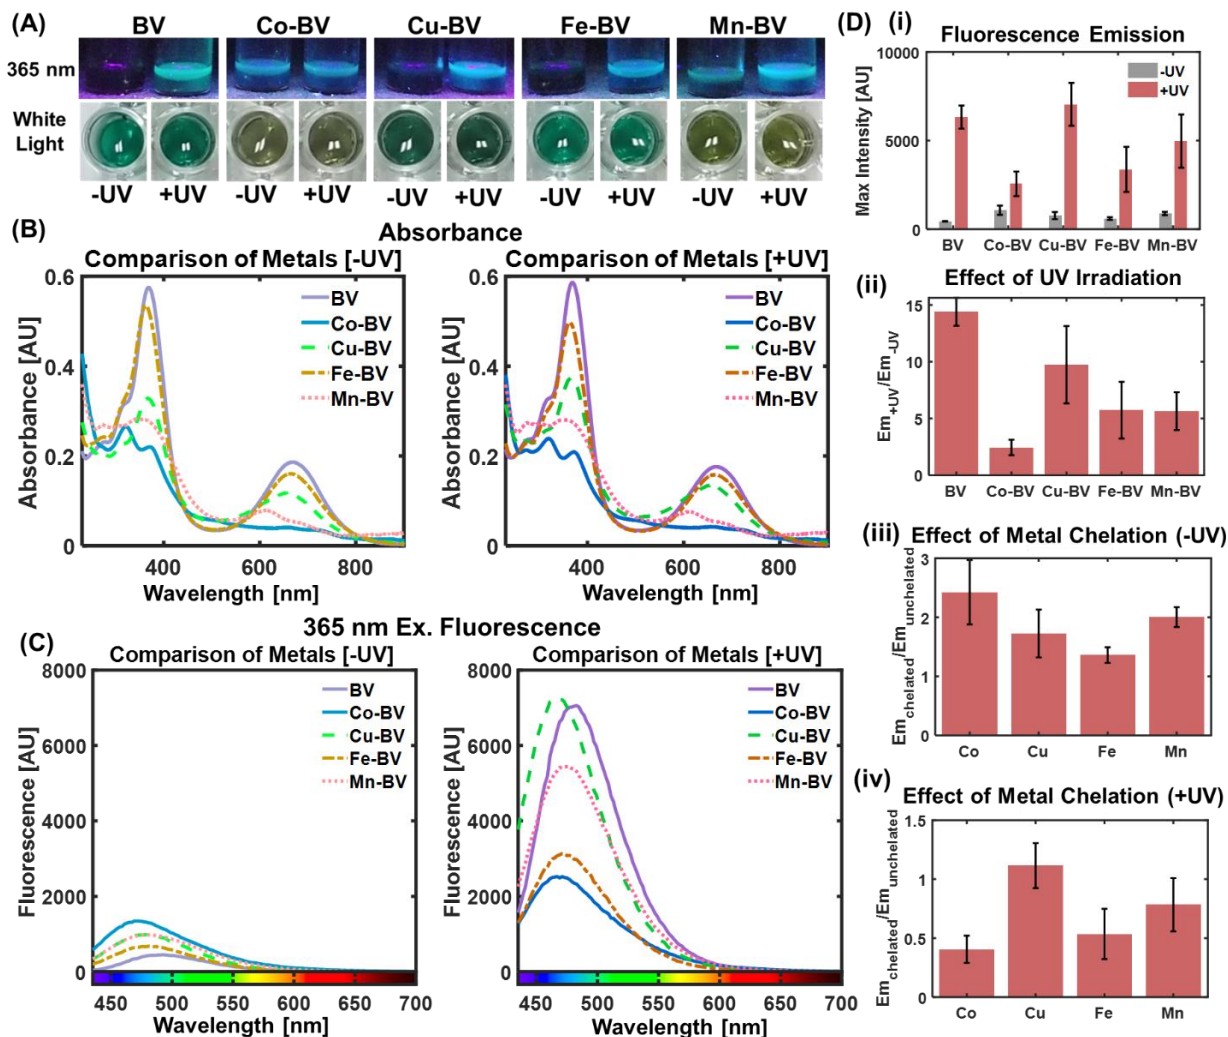 (A) BV Co-BV Cu-BV Fe-BV Mn-BV
365 nm
White
Light
-UV +UV -UV +UV -UV +UV -UV +UV -UV +UV
(B) Absorbance
Comparison of Metals [-UV]
Absorbance [AU]
0.6
0.4
0.2
0
BV
Co-BV
Cu-BV
Fe-BV
Mn-BV
400 600 800
Wavelength [nm]
Comparison of Metals [+UV]
Absorbance [AU]
0.6
0.4
0.2
0
BV
Co-BV
Cu-BV
Fe-BV
Mn-BV
400 600 800
Wavelength [nm]
(C) 365 nm Ex. Fluorescence
Comparison of Metals [-UV]
Fluorescence [AU]
8000
6000
4000
2000
0
BV
Co-BV
Cu-BV
Fe-BV
Mn-BV
450 500 550 600 650 700
Wavelength [nm]
Comparison of Metals [+UV]
Fluorescence [AU]
8000
6000
4000
2000
0
BV
Co-BV
Cu-BV
Fe-BV
Mn-BV
450 500 550 600 650 700
Wavelength [nm]
(D) (i) Fluorescence Emission
Max Intensity [AU]
10000
5000
0
-UV
+UV
BV Co-BV Cu-BV Fe-BV Mn-BV
(ii) Effect of UV Irradiation
Em+UV/Em-UV
15
10
5
0
BV Co-BV Cu-BV Fe-BV Mn-BV
(iii) Effect of Metal Chelation (-UV)
Emchelated/Emunchelated
3
2
1
0
Co Cu Fe Mn
(iv) Effect of Metal Chelation (+UV)
Emchelated/Emunchelated
1.5
1
0.5
0
Co Cu Fe Mn